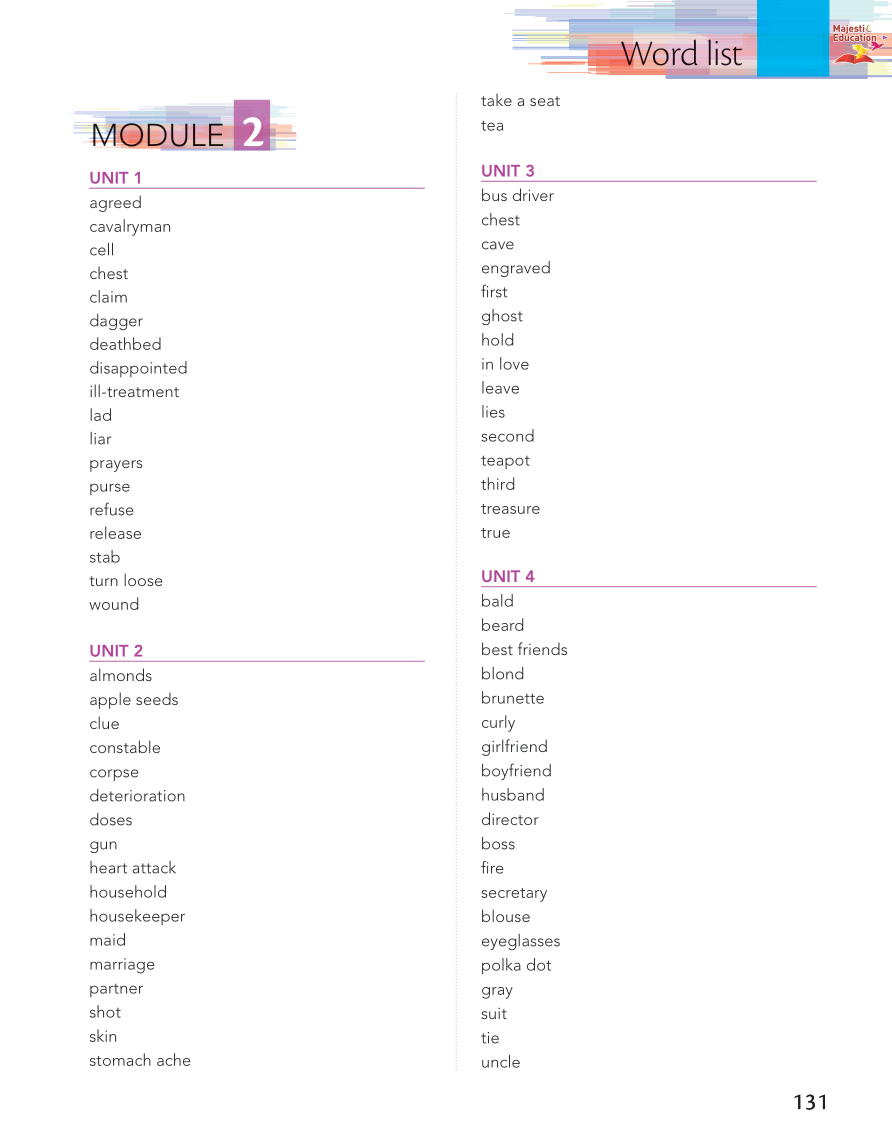 Word list
Majestic
Education
MODULE 2
UNIT 1
agreed
cavalryman
cell
chest
claim
dagger
deathbed
disappointed
ill-treatment
lad
liar
prayers
purse
refuse
release
stab
turn loose
wound
UNIT 2
almonds
apple seeds
clue
constable
corpse
deterioration
doses
gun
heart attack
household
housekeeper
maid
marriage
partner
shot
skin
stomach ache
take a seat
tea
UNIT 3
bus driver
chest
cave
engraved
first
ghost
hold
in love
leave
lies
second
teapot
third
treasure
true
UNIT 4
bald
beard
best friends
blond
brunette
curly
girlfriend
boyfriend
husband
director
boss
fire
secretary
blouse
eyeglasses
polka dot
gray
suit
tie
uncle
131